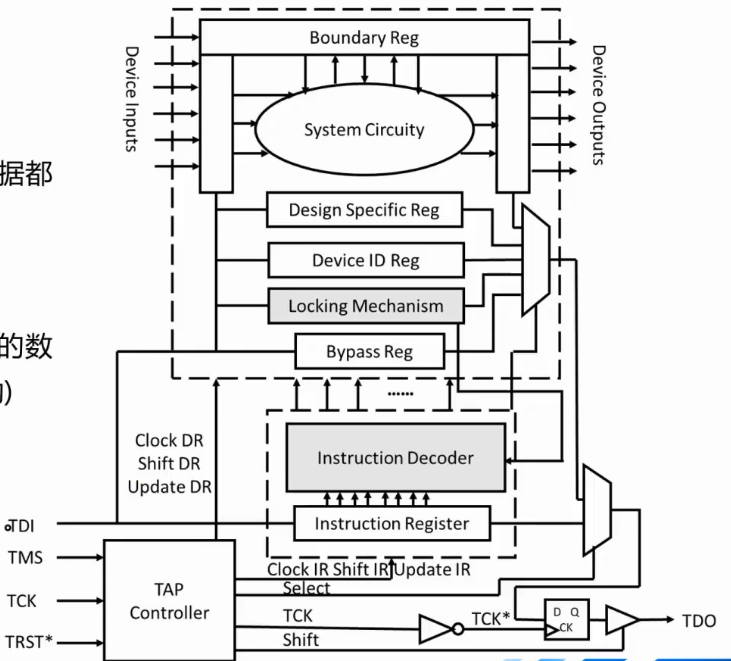 Boundary Reg
Device Inputs
System Circuity
Device Outputs
据都
Design Specific Reg
Device ID Reg
Locking Mechanism
的数
Bypass Reg
......
Clock DR
Shift DR
Update DR
Instruction Decoder
TDI
Instruction Register
TMS
Clock IR Shift IR Update IR
Select
TAP
Controller
TCK
TCK
TCK*
D Q
CK
TDO
TRST*
Shift